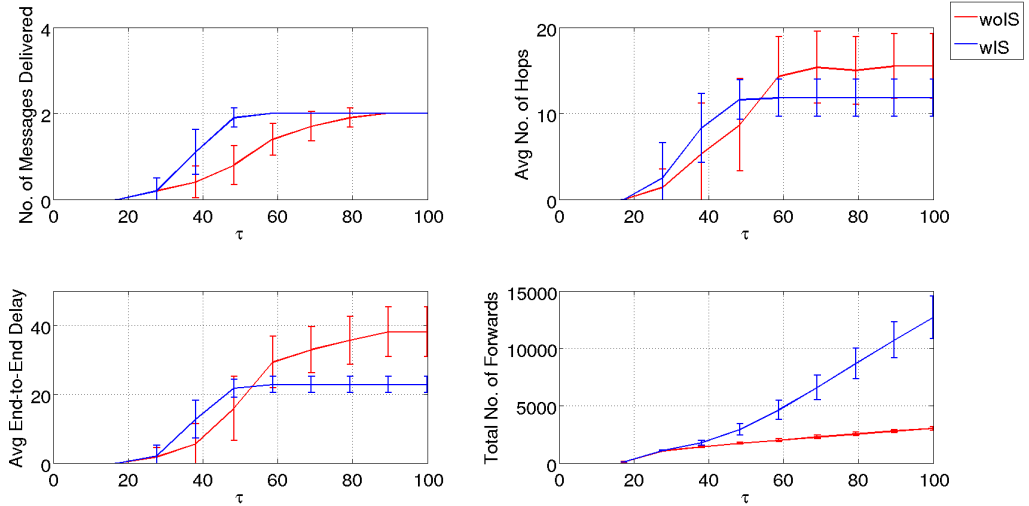 woIS
wIS
No. of Messages Delivered
4
2
0
0 20 40 60 80 100
τ
Avg No. of Hops
20
10
0
0 20 40 60 80 100
τ
Avg End-to-End Delay
40
20
0
0 20 40 60 80 100
τ
Total No. of Forwards
15000
10000
5000
0
0 20 40 60 80 100
τ